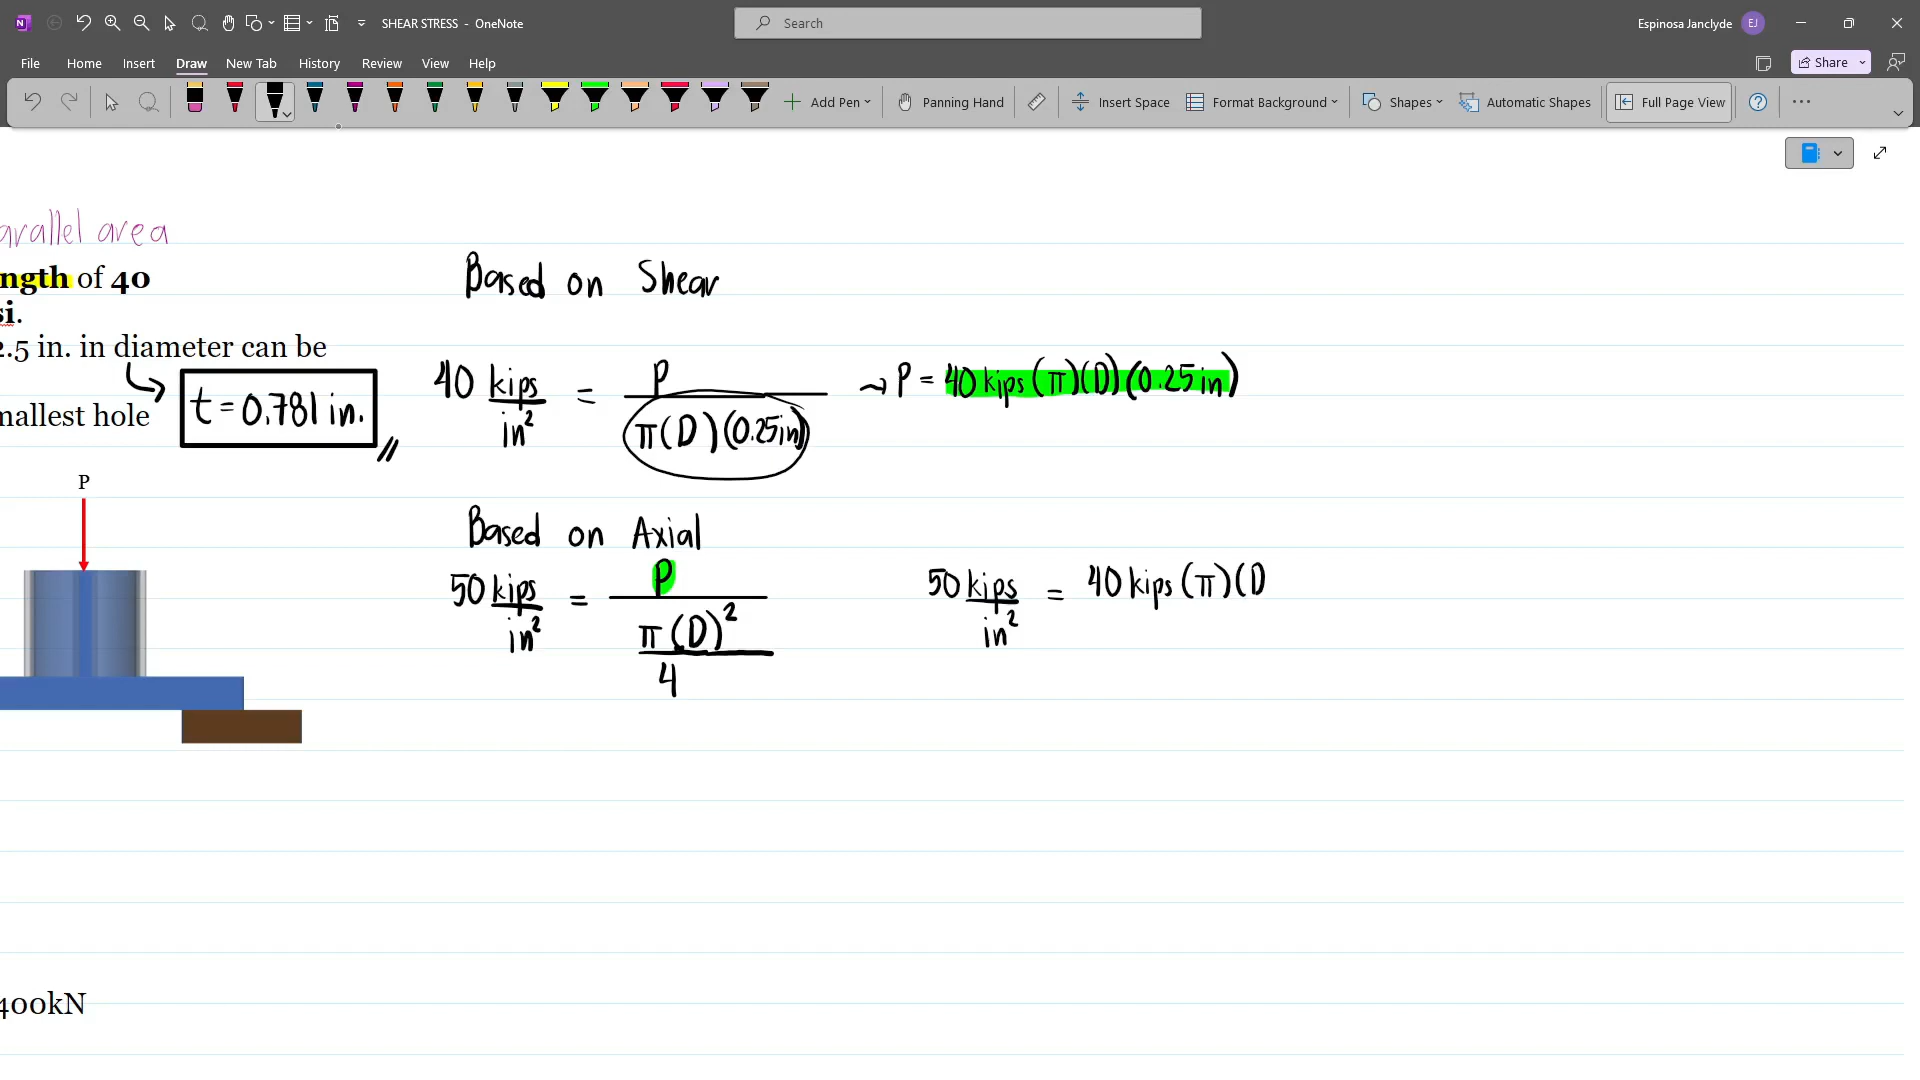 SHEAR STRESS - OneNote
Search
Espinosa Janclyde EJ
File Home Insert Draw New Tab History Review View Help
Share
Add Pen Panning Hand Insert Space Format Background Shapes Automatic Shapes Full Page View
arallel area
ngth of 40
si.
2.5 in. in diameter can be
mallest hole
t = 0.781 in.
P
400kN
Based on Shear
40 kips/in² = P/π(D)(0.25in) → P = 40 kips (π)(D)(0.25in)
Based on Axial
50 kips/in² = P/π(D)²/4
50 kips/in² = 40 kips (π)(D